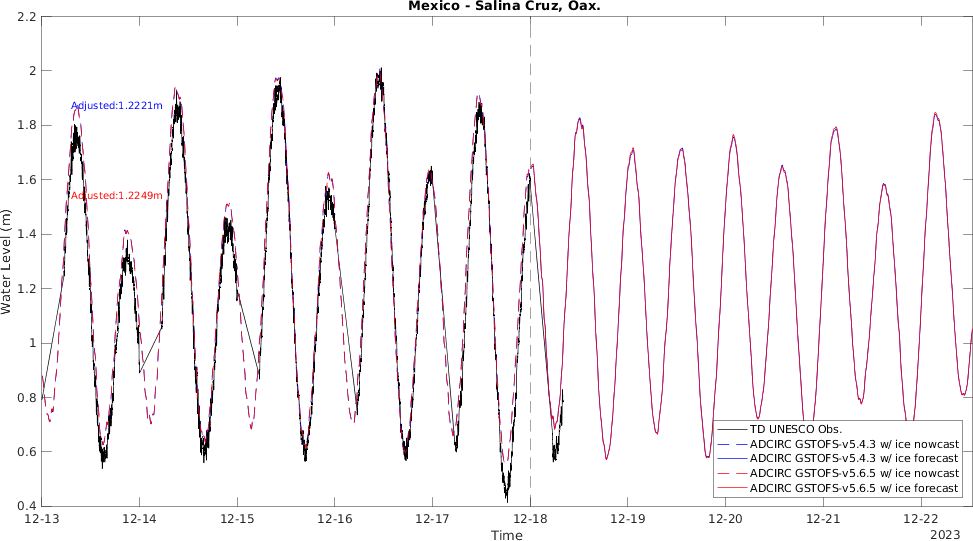 Mexico - Salina Cruz, Oax.
2.2
2
1.8
1.6
1.4
1.2
1
0.8
0.6
0.4
Water Level (m)
Adjusted:1.2221m
Adjusted:1.2249m
TD UNESCO Obs.
ADCIRC GSTOFS-v5.4.3 w/ ice nowcast
ADCIRC GSTOFS-v5.4.3 w/ ice forecast
ADCIRC GSTOFS-v5.6.5 w/ ice nowcast
ADCIRC GSTOFS-v5.6.5 w/ ice forecast
12-13 12-14 12-15 12-16 12-17 12-18 12-19 12-20 12-21 12-22
Time
2023